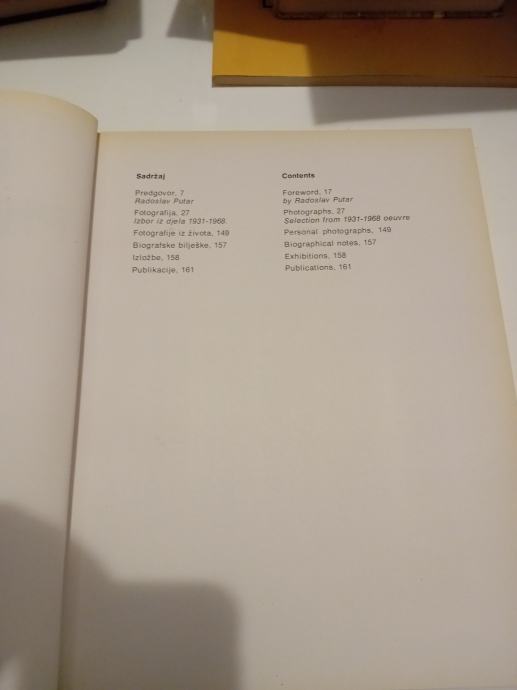 Sadržaj
Predgovor, 7
Radoslav Putar
Fotografija, 27
Izbor iz djela 1931-1968.
Fotografije iz života, 149
Biografske bilješke, 157
Izložbe, 158
Publikacije, 161
Contents
Foreword, 17
by Radoslav Putar
Photographs, 27
Selection from 1931-1968 oeuvre
Personal photographs, 149
Biographical notes, 157
Exhibitions, 158
Publications, 161